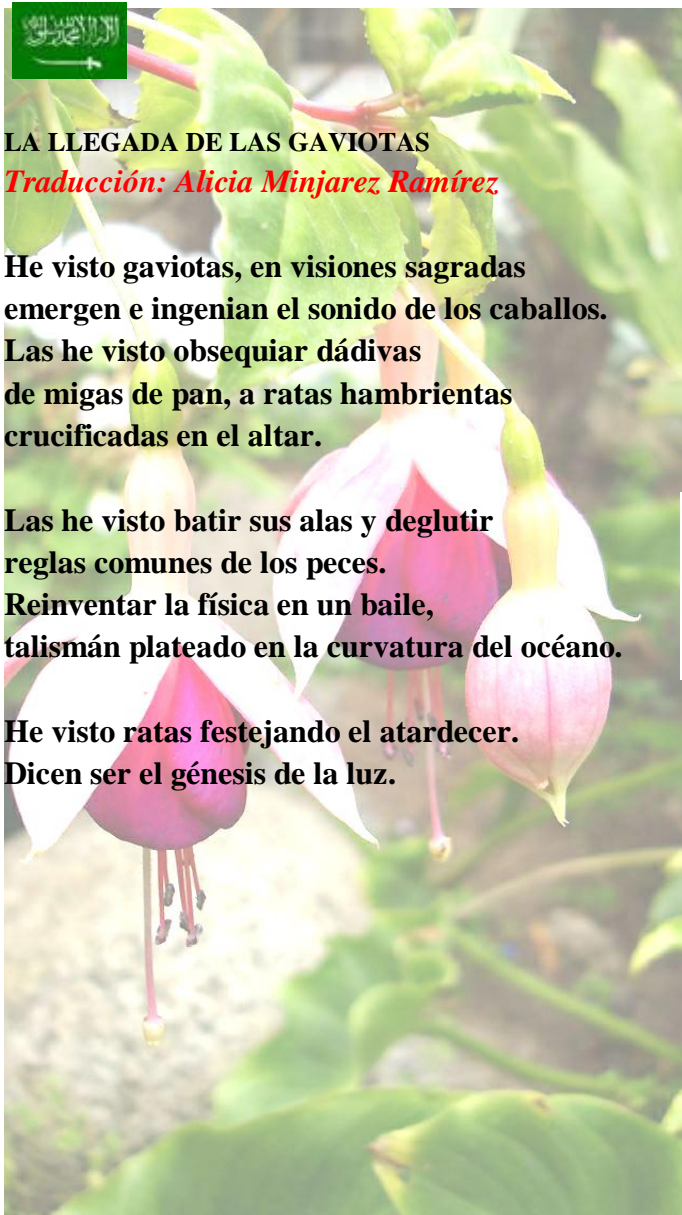 LA LLEGADA DE LAS GAVIOTAS
Traducción: Alicia Minjarez Ramírez
He visto gaviotas, en visiones sagradas
emergen e ingenian el sonido de los caballos.
Las he visto obsequiar dádivas
de migas de pan, a ratas hambrientas
crucificadas en el altar.
Las he visto batir sus alas y deglutir
reglas comunes de los peces.
Reinventar la física en un baile,
talismán plateado en la curvatura del océano.
He visto ratas festejando el atardecer.
Dicen ser el génesis de la luz.